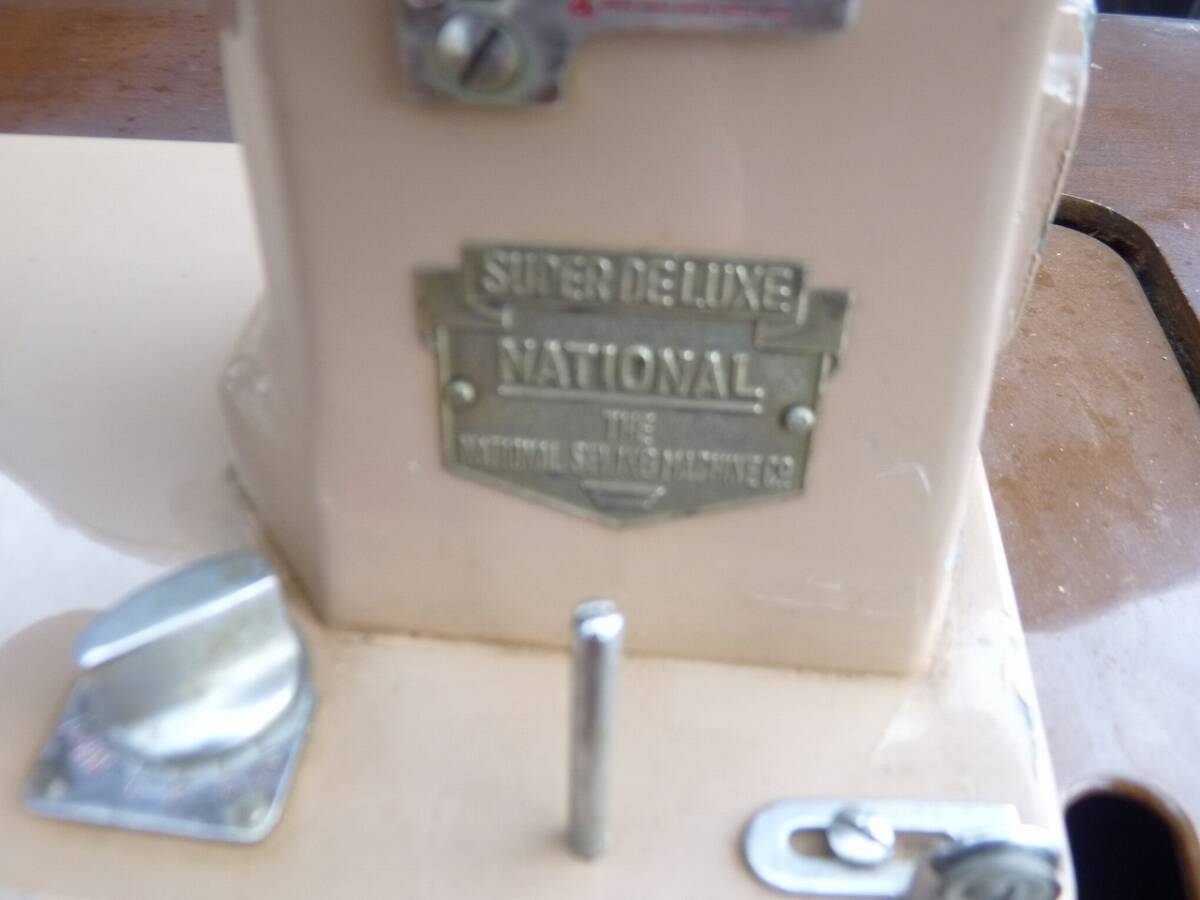 SUPER DE LUXE
NATIONAL
THE
NATIONAL SEWING MACHINE CO.